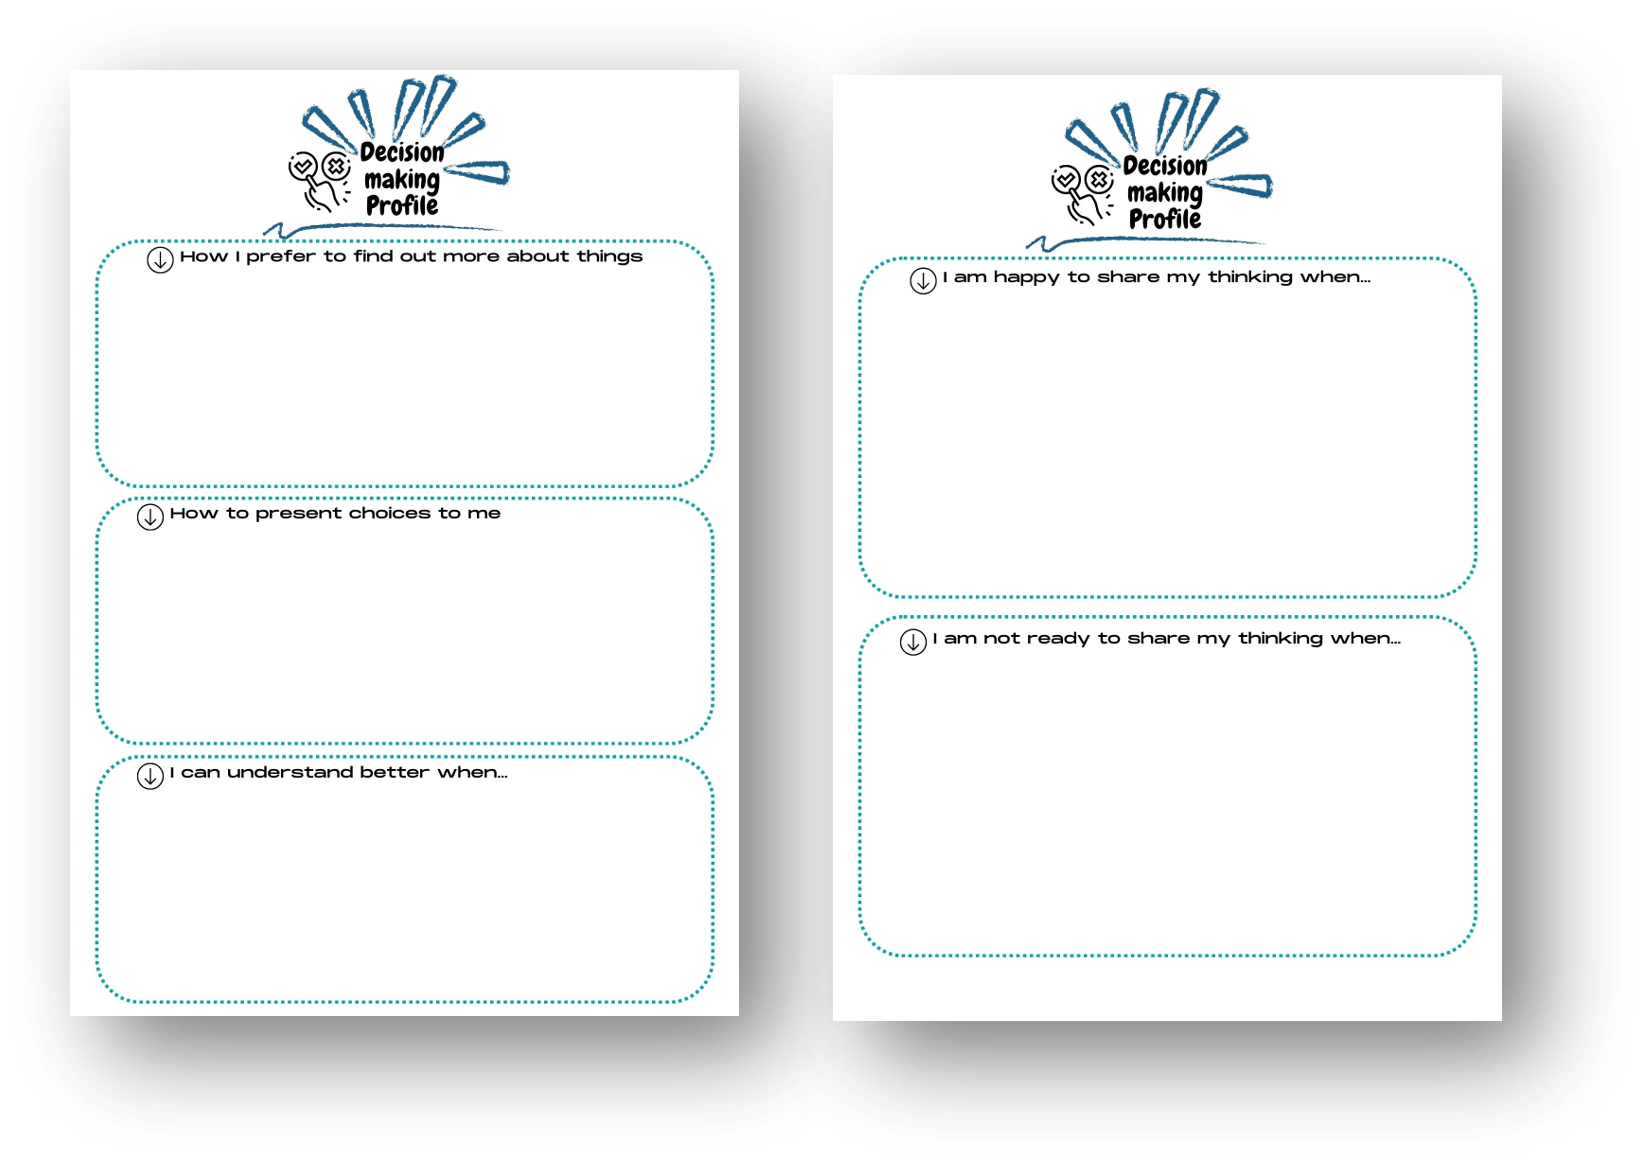 Decision
making
Profile
How I prefer to find out more about things
How to present choices to me
I can understand better when...
Decision
making
Profile
I am happy to share my thinking when...
I am not ready to share my thinking when...